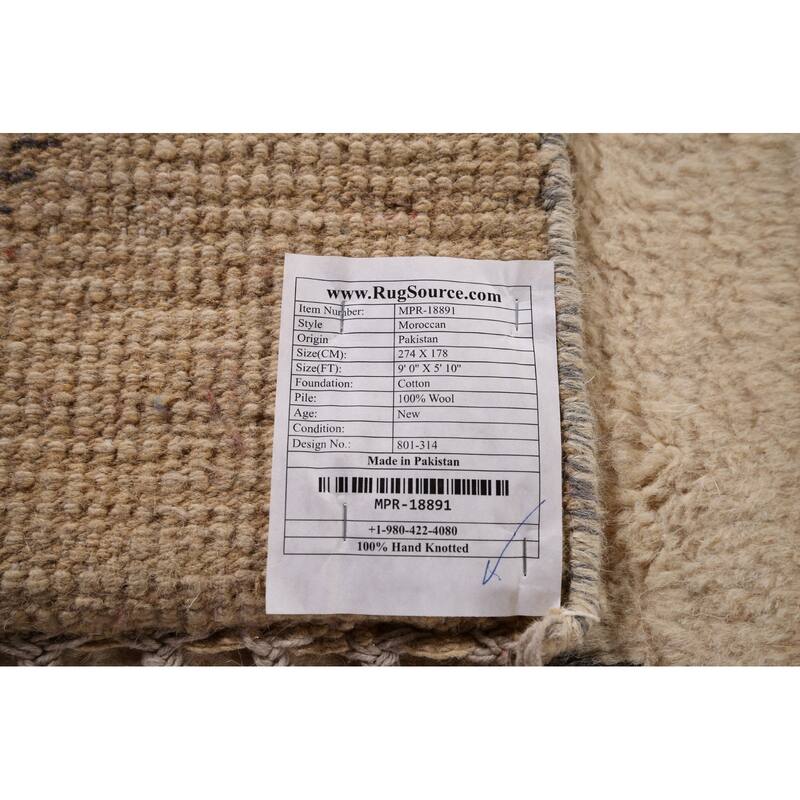 www.RugSource.com
Item Number: MPR-18891
Style Moroccan
Origin Pakistan
Size(CM): 274 X 178
Size(FT): 9' 0" X 5' 10"
Foundation: Cotton
Pile: 100% Wool
Age: New
Condition:
Design No.: 801-314
Made in Pakistan
MPR-18891
+1-980-422-4080
100% Hand Knotted